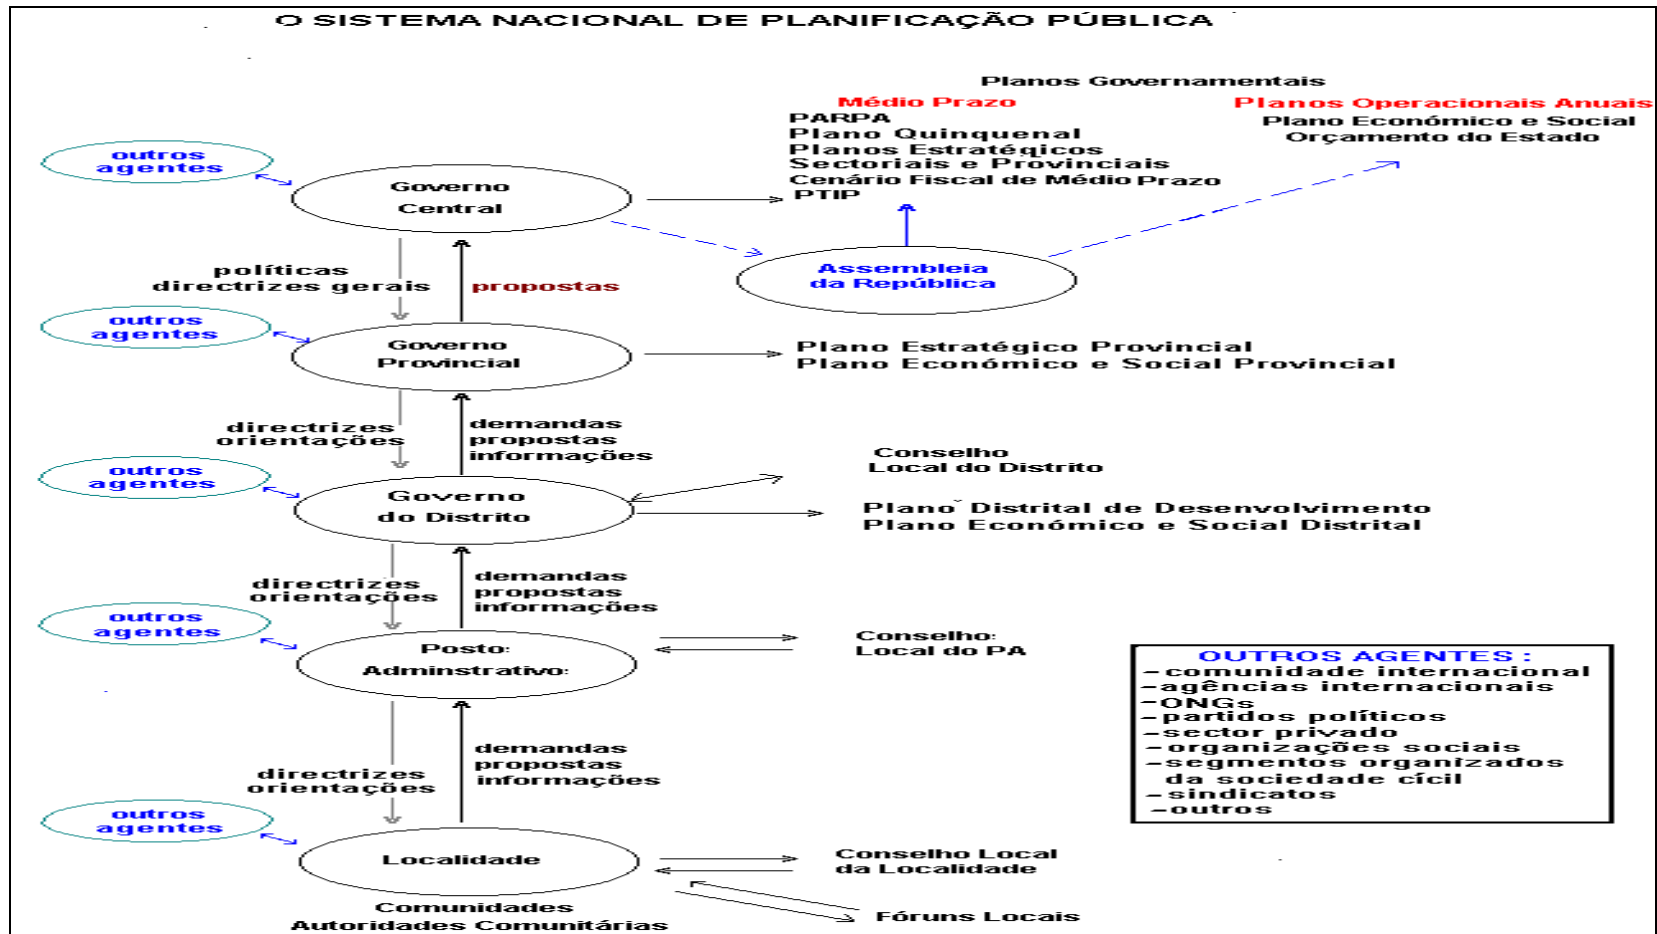 O SISTEMA NACIONAL DE PLANIFICAÇÃO PÚBLICA
Planos Governamentais
Médio Prazo
PARPA
Plano Quinquenal
Planos Estratégicos
Sectoriais e Provinciais
Cenário Fiscal de Médio Prazo
PTIP
Planos Operacionais Anuais
Plano Económico e Social
Orçamento do Estado
outros
agentes
Governo
Central
Assembleia
da República
políticas
directrizes gerais
propostas
outros
agentes
Governo
Provincial
Plano Estratégico Provincial
Plano Económico e Social Provincial
directrizes
orientações
demandas
propostas
informações
outros
agentes
Governo
do Distrito
Conselho
Local do Distrito
Plano Distrital de Desenvolvimento
Plano Económico e Social Distrital
directrizes
orientações
demandas
propostas
informações
outros
agentes
Posto:
Adminstrativo:
Conselho:
Local do PA
OUTROS AGENTES :
-comunidade internacional
-agências internacionais
-ONGs
-partidos políticos
-sector privado
-organizações sociais
-segmentos organizados
da sociedade cícil
-sindicatos
-outros
directrizes
orientações
demandas
propostas
informações
outros
agentes
Localidade
Conselho Local
da Localidade
Fóruns Locais
Comunidades
Autoridades Comunitárias